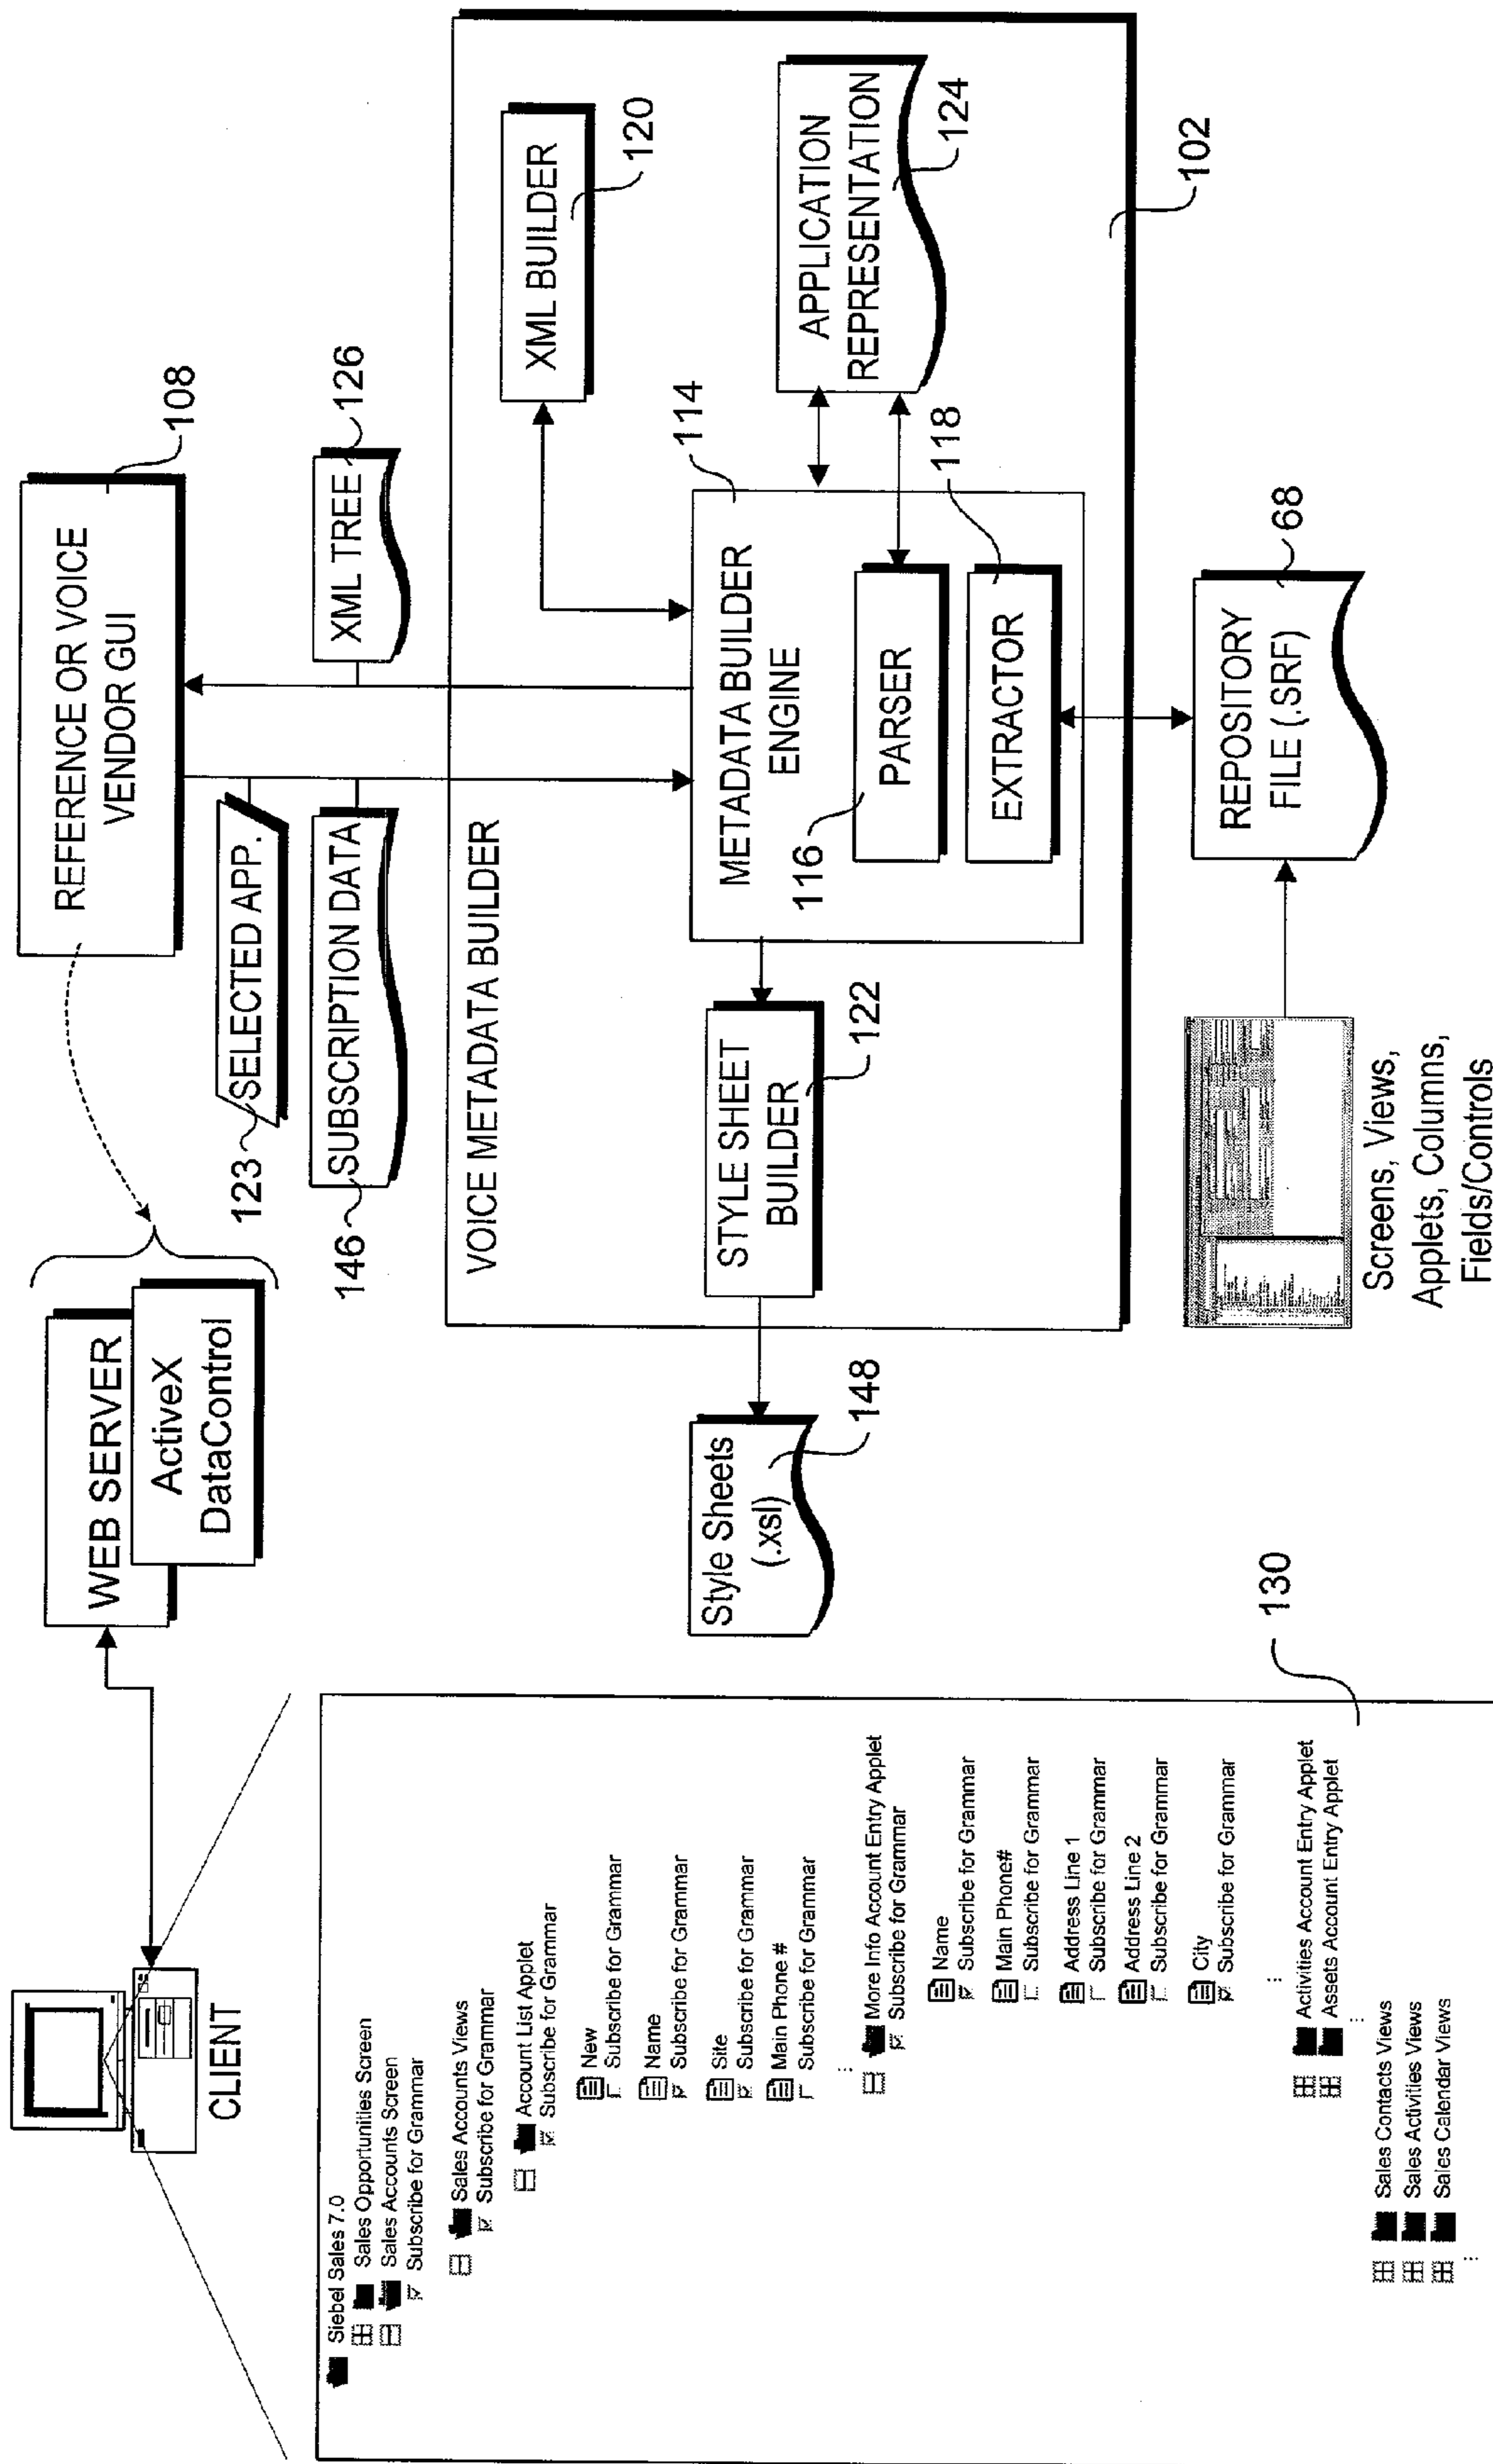 CLIENT
WEB SERVER
ActiveX
DataControl
REFERENCE OR VOICE
VENDOR GUI
108
123
SELECTED APP.
146
SUBSCRIPTION DATA
XML TREE
126
VOICE METADATA BUILDER
XML BUILDER
120
METADATA BUILDER
ENGINE
114
116
PARSER
EXTRACTOR
118
APPLICATION
REPRESENTATION
124
STYLE SHEET
BUILDER
122
102
Style Sheets
(.xsl)
148
REPOSITORY
FILE (.SRF)
68
Screens, Views,
Applets, Columns,
Fields/Controls
130
Siebel Sales 7.0
Sales Opportunities Screen
Sales Accounts Screen
Subscribe for Grammar
Sales Accounts Views
Subscribe for Grammar
Account List Applet
Subscribe for Grammar
New
Subscribe for Grammar
Name
Subscribe for Grammar
Site
Subscribe for Grammar
Main Phone #
Subscribe for Grammar
More Info Account Entry Applet
Subscribe for Grammar
Name
Subscribe for Grammar
Main Phone#
Subscribe for Grammar
Address Line 1
Subscribe for Grammar
Address Line 2
Subscribe for Grammar
City
Subscribe for Grammar
Activities Account Entry Applet
Assets Account Entry Applet
Sales Contacts Views
Sales Activities Views
Sales Calendar Views